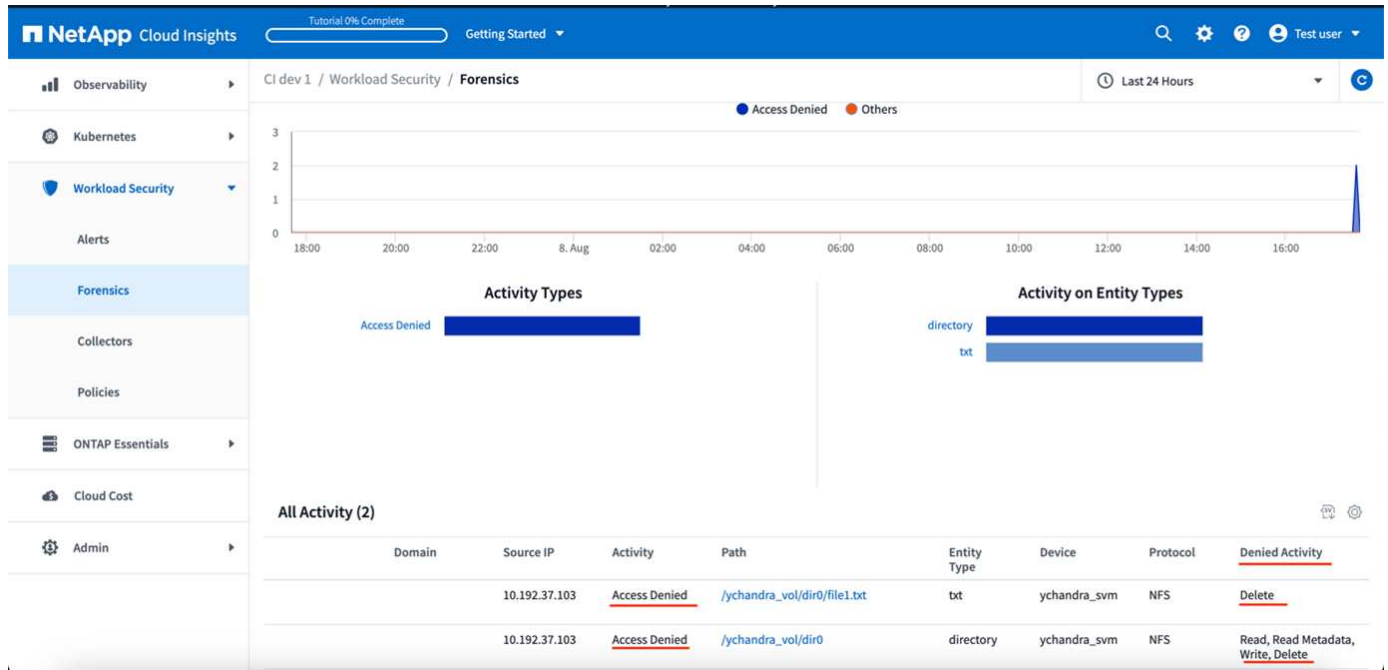 NetApp Cloud Insights
Tutorial 0% Complete
Getting Started
Test user
Observability
Kubernetes
Workload Security
Alerts
Forensics
Collectors
Policies
ONTAP Essentials
Cloud Cost
Admin
CI dev 1 / Workload Security / Forensics
Last 24 Hours
Access Denied Others
3
2
1
0
18:00 20:00 22:00 8. Aug 02:00 04:00 06:00 08:00 10:00 12:00 14:00 16:00
Activity Types
Access Denied
Activity on Entity Types
directory
txt
All Activity (2)
Domain Source IP Activity Path Entity Type Device Protocol Denied Activity
10.192.37.103 Access Denied /ychandra_vol/dir0/file1.txt txt ychandra_svm NFS Delete
10.192.37.103 Access Denied /ychandra_vol/dir0 directory ychandra_svm NFS Read, Read Metadata,
Write, Delete